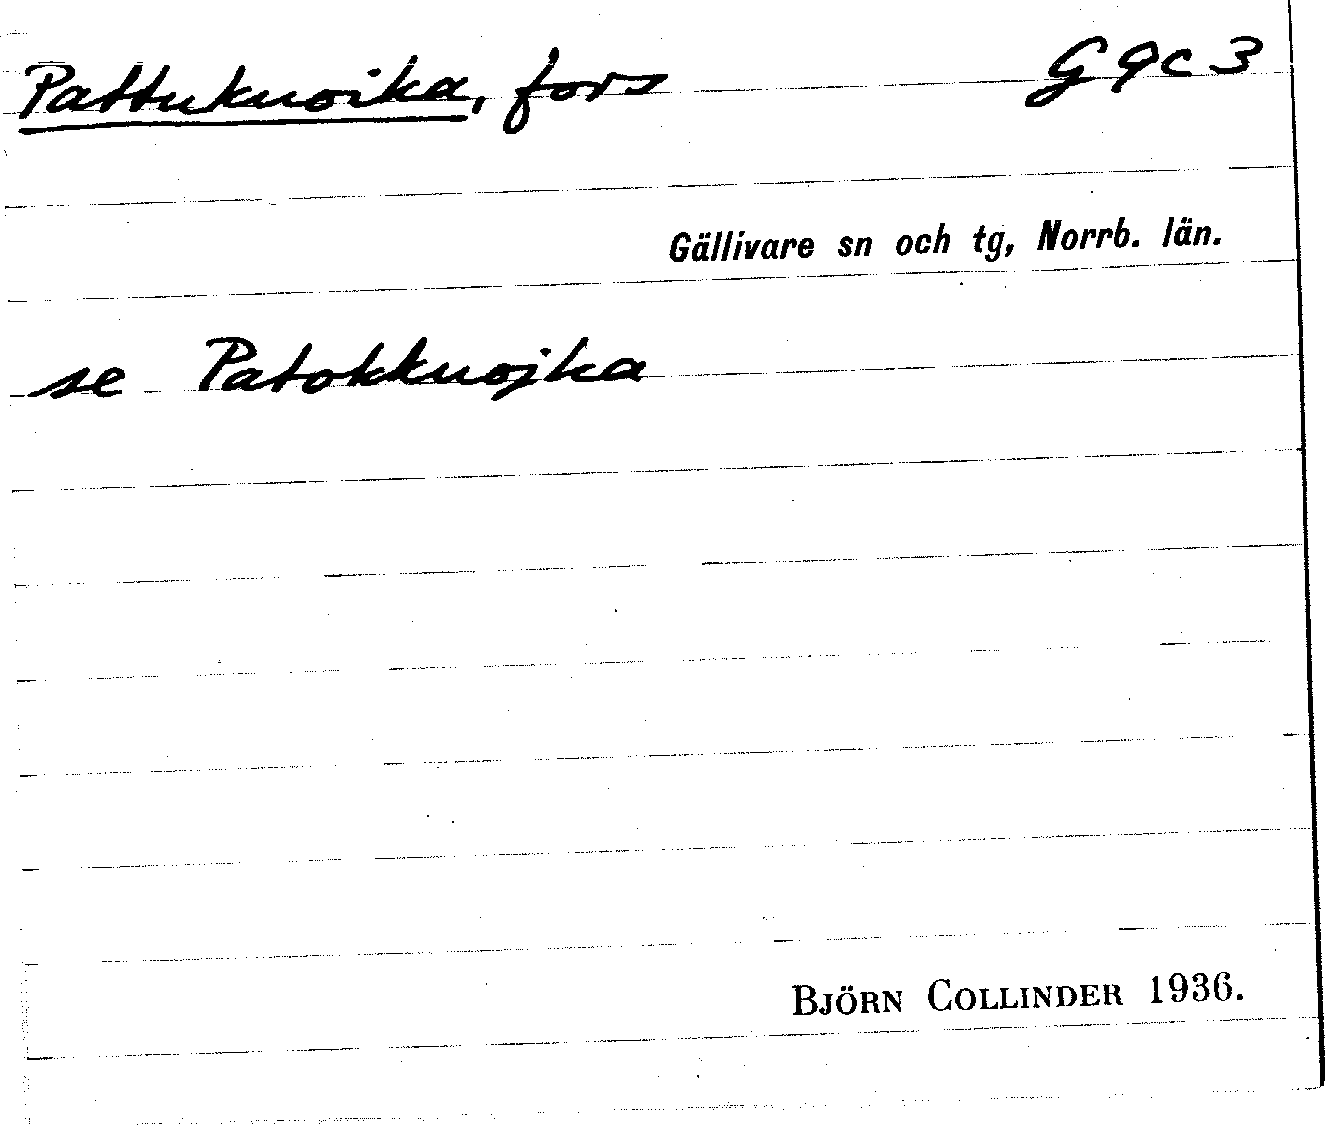 Pattukuoika, fors G 9c 3
Gällivare sn och tg, Norrb. län.
se Patokkuojka
BJÖRN COLLINDER 1936.